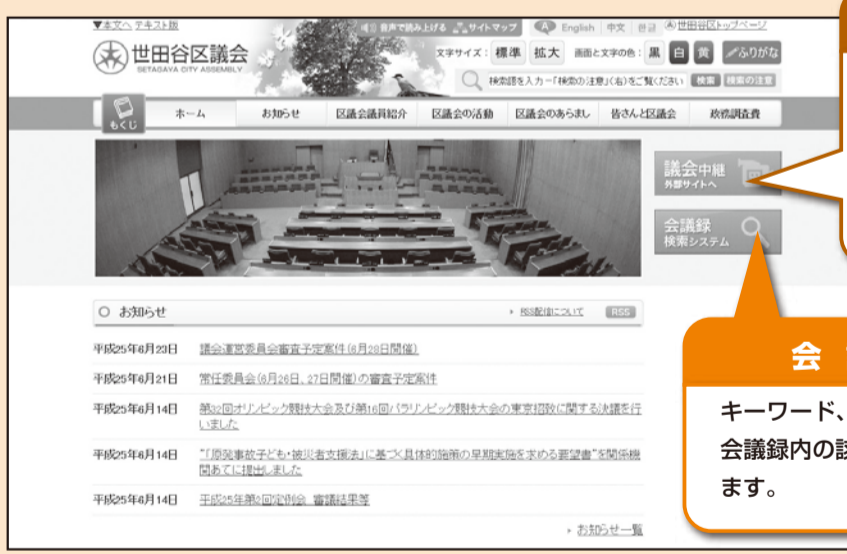 ▼本文へ テキスト版
音声で読み上げる サイトマップ A English 中文 한글 世田谷区トップページ
世田谷区議会
SETAGAYA CITY ASSEMBLY
文字サイズ： 標準 拡大 画面と文字の色： 黒 白 黄 ふりがな
検索語を入力－「検索の注意」(右)をご覧ください 検索 検索の注意
もくじ
ホーム お知らせ 区議会議員紹介 区議会の活動 区議会のあらまし 皆さんと区議会 政務調査費
議会中継
外部サイトへ
会議録
検索システム
お知らせ RSS配信について RSS
平成25年6月23日 議会運営委員会審査予定案件(6月28日開催)
平成25年6月21日 常任委員会(6月26日、27日開催)の審査予定案件
平成25年6月14日 第32回オリンピック競技大会及び第16回パラリンピック競技大会の東京招致に関する決議を行
いました
平成25年6月14日 "「原発事故子ども・被災者支援法」に基づく具体的施策の早期実施を求める要望書"を関係機
関あてに提出しました
平成25年6月14日 平成25年第2回定例会 審議結果等
お知らせ一覧
会
キーワード、
会議録内の該
ます。